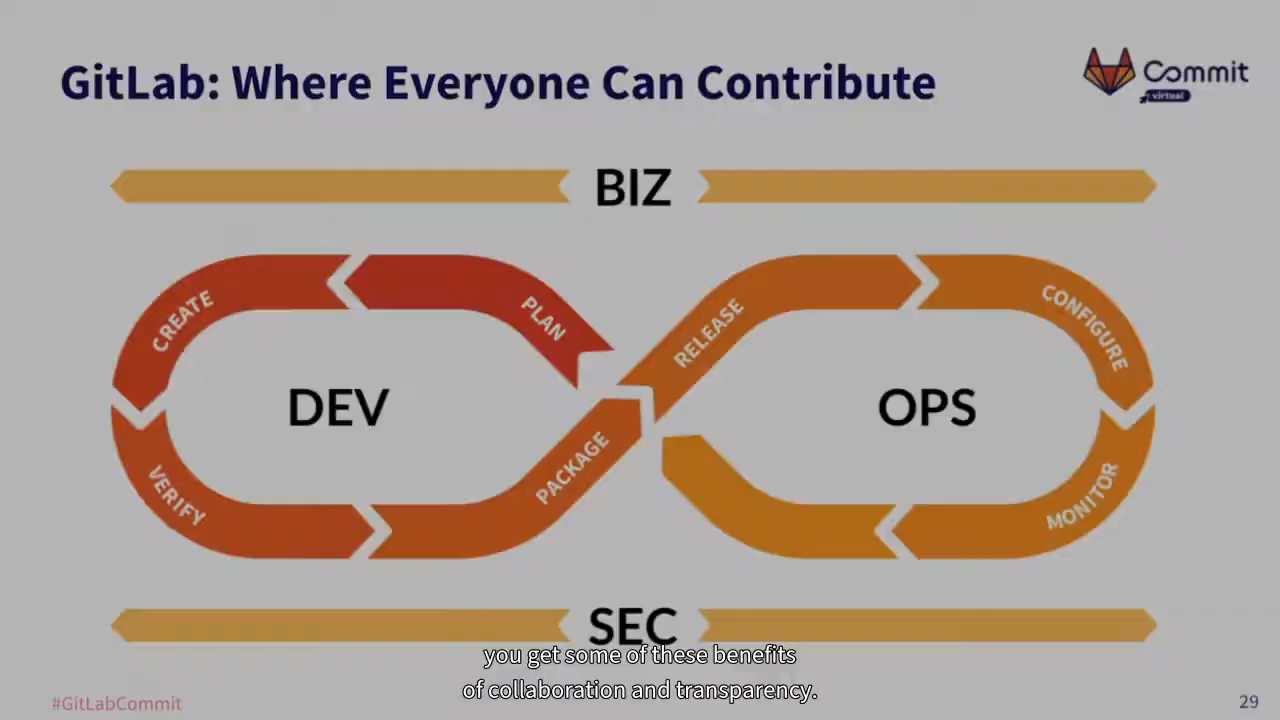 GitLab: Where Everyone Can Contribute
Commit
virtual
BIZ
CREATE
PLAN
RELEASE
CONFIGURE
DEV
OPS
VERIFY
PACKAGE
MONITOR
SEC
you get some of these benefits
of collaboration and transparency.
#GitLabCommit
29